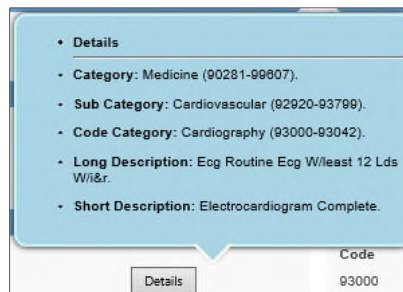 • Details
• Category: Medicine (90281-99607).
• Sub Category: Cardiovascular (92920-93799).
• Code Category: Cardiography (93000-93042).
• Long Description: Ecg Routine Ecg W/least 12 Lds
W/i&r.
• Short Description: Electrocardiogram Complete.
Code
Details 93000